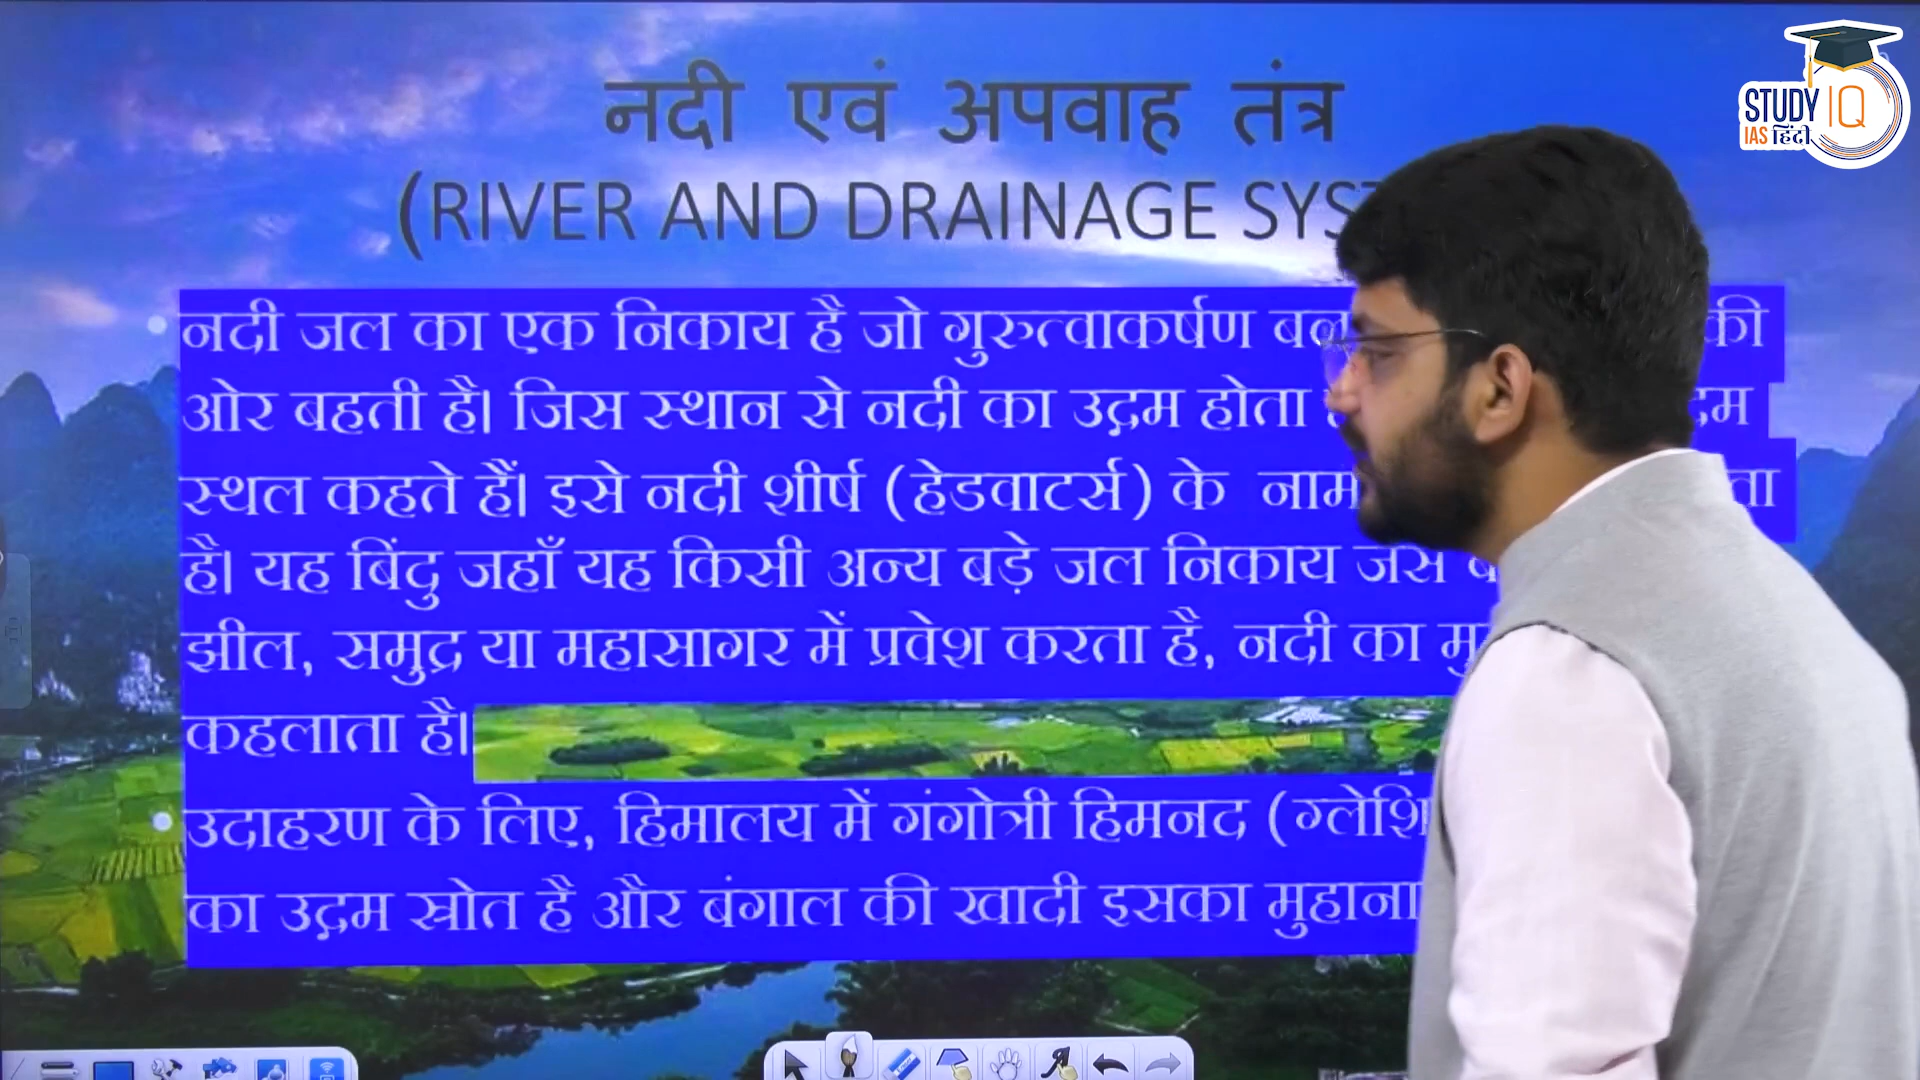 STUDY IQ
IAS हिंदी
नदी एवं अपवाह तंत्र
(RIVER AND DRAINAGE
नदी जल का एक निकाय है जो गुरुत्वाकर्षण की
ओर बहती है। जिस स्थान से नदी का उद्गम होता
स्थल कहते हैं। इसे नदी शीर्ष (हेडवाटर्स) के नाम
है। यह बिंदु जहाँ यह किसी अन्य बड़े जल निकाय
झील, समुद्र या महासागर में प्रवेश करता है, नदी का
कहलाता है।
उदाहरण के लिए, हिमालय में गंगोत्री हिमनद
का उद्गम स्रोत है और बंगाल की खादी इसका मुहाना